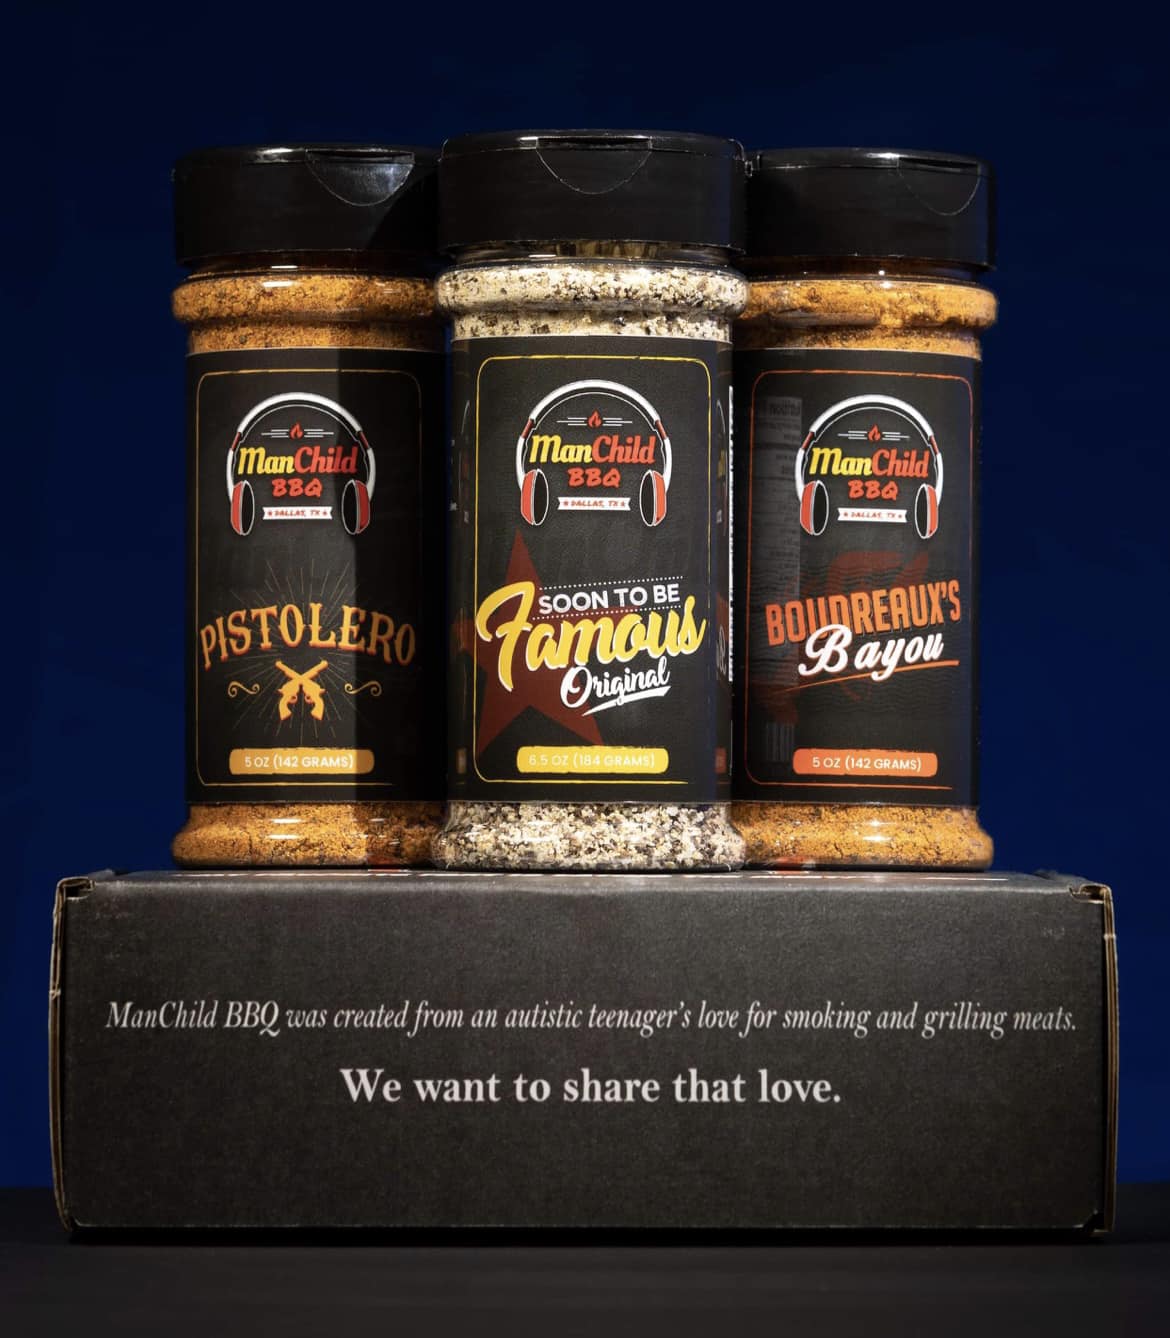 ManChild
BBQ
DALLAS, TX
PISTOLERO
5 OZ (142 GRAMS)
ManChild
BBQ
DALLAS, TX
SOON TO BE
Famous
Original
6.5 OZ (184 GRAMS)
ManChild
BBQ
DALLAS, TX
BOUDREAUX'S
Bayou
5 OZ (142 GRAMS)
ManChild BBQ was created from an autistic teenager's love for smoking and grilling meats.
We want to share that love.